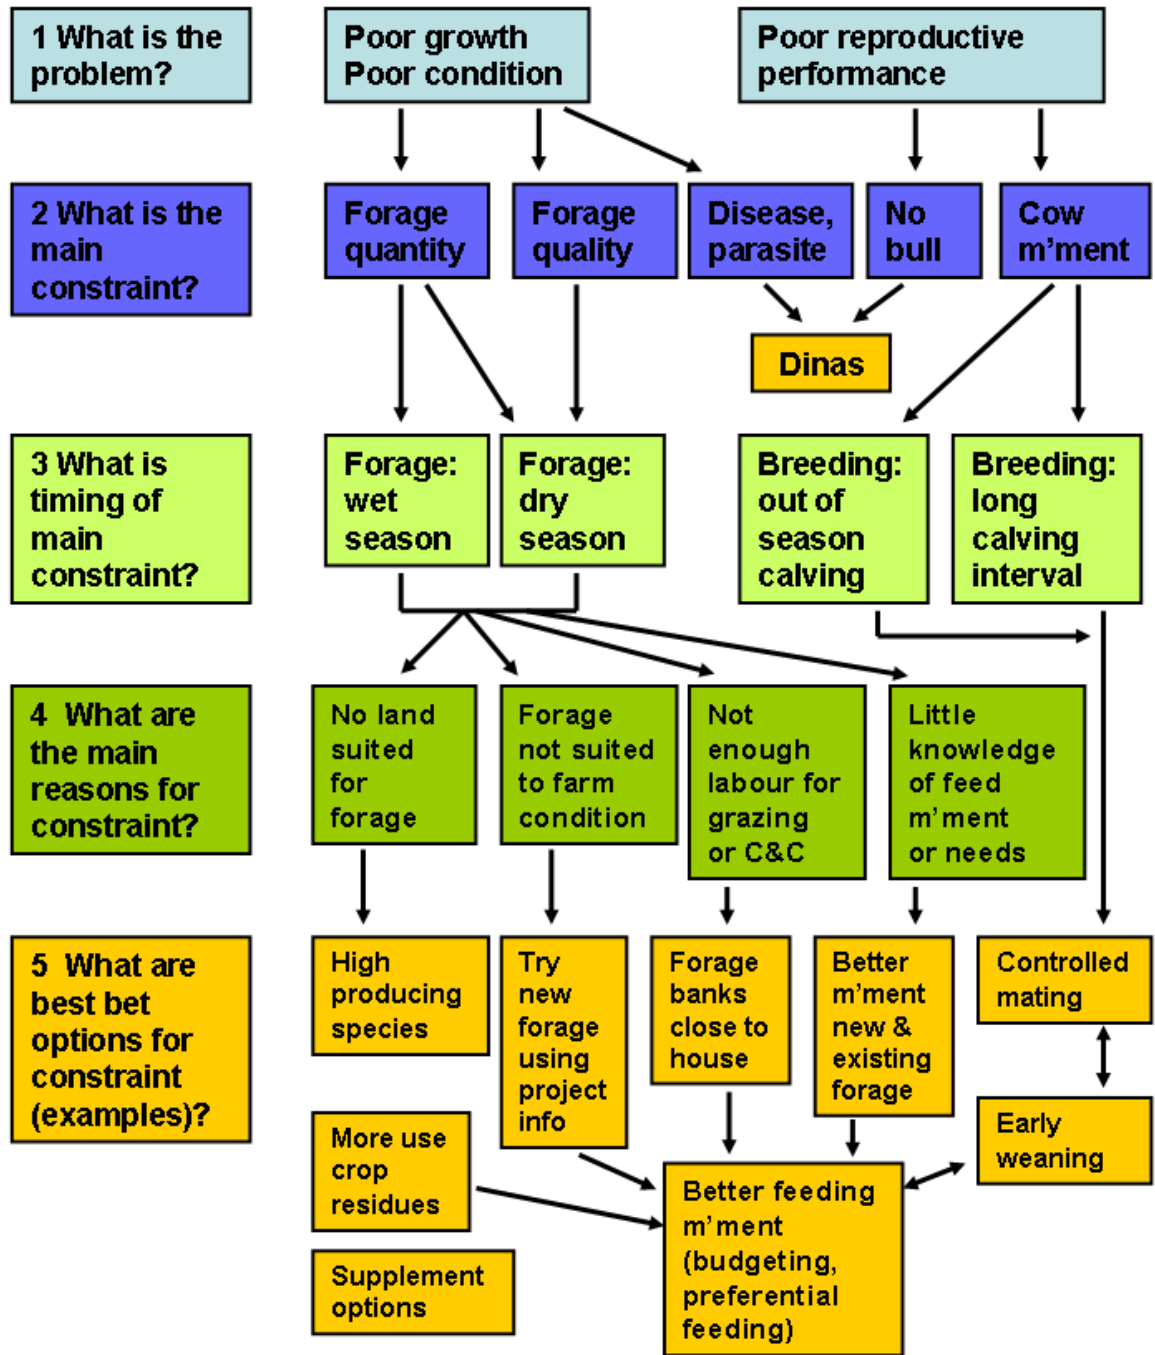 1 What is the
problem?
Poor growth
Poor condition
Poor reproductive
performance
2 What is the
main
constraint?
Forage
quantity
Forage
quality
Disease,
parasite
No
bull
Cow
m'ment
Dinas
3 What is
timing of
main
constraint?
Forage:
wet
season
Forage:
dry
season
Breeding:
out of
season
calving
Breeding:
long
calving
interval
4 What are
the main
reasons for
constraint?
No land
suited
for
forage
Forage
not suited
to farm
condition
Not
enough
labour for
grazing
or C&C
Little
knowledge
of feed
m'ment
or needs
5 What are
best bet
options for
constraint
(examples)?
High
producing
species
Try
new
forage
using
project
info
Forage
banks
close to
house
Better
m'ment
new &
existing
forage
Controlled
mating
More use
crop
residues
Early
weaning
Better feeding
m'ment
(budgeting,
preferential
feeding)
Supplement
options